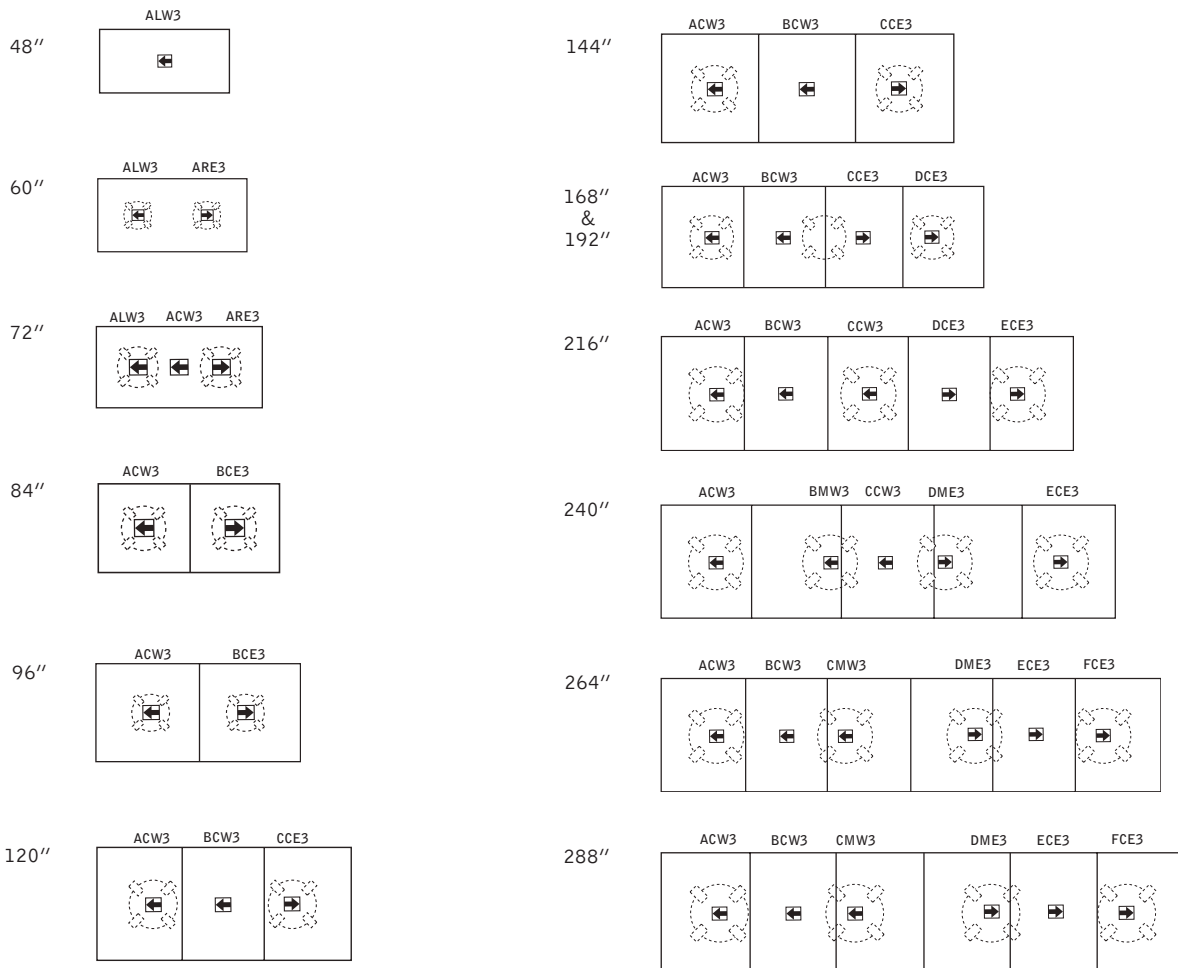 ALW3
48″
ALW3 ARE3
60″
ALW3 ACW3 ARE3
72″
ACW3 BCE3
84″
ACW3 BCE3
96″
ACW3 BCW3 CCE3
120″
ACW3 BCW3 CCE3
144″
ACW3 BCW3 CCE3 DCE3
168″
&
192″
ACW3 BCW3 CCW3 DCE3 ECE3
216″
ACW3 BMW3 CCW3 DME3 ECE3
240″
ACW3 BCW3 CMW3 DME3 ECE3 FCE3
264″
ACW3 BCW3 CMW3 DME3 ECE3 FCE3
288″